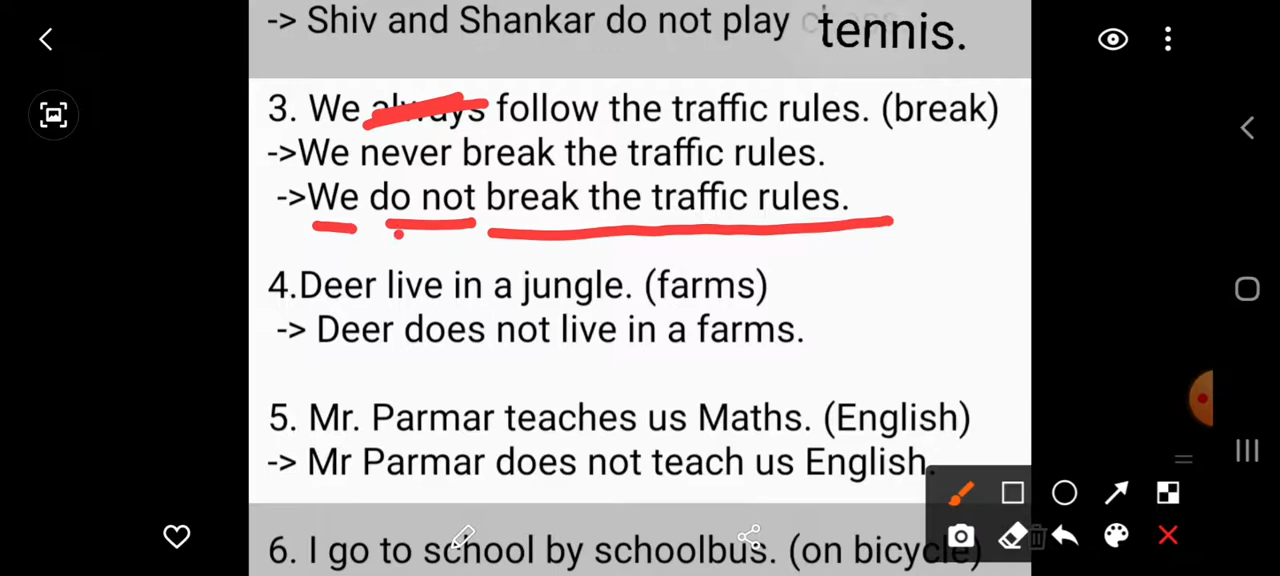 -> Shiv and Shankar do not play tennis.
3. We always follow the traffic rules. (break)
->We never break the traffic rules.
->We do not break the traffic rules.
4.Deer live in a jungle. (farms)
-> Deer does not live in a farms.
5. Mr. Parmar teaches us Maths. (English)
-> Mr Parmar does not teach us English.
6. I go to school by schoolbus. (on bicycle)